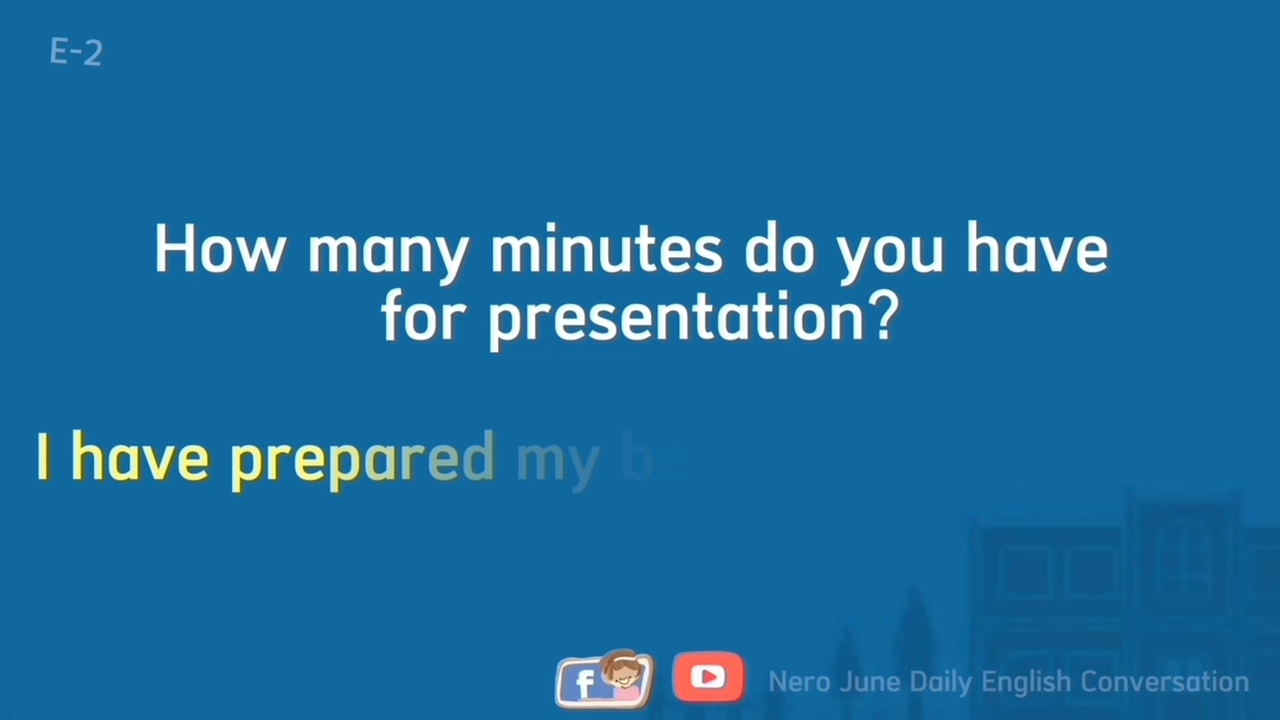 E-2
How many minutes do you have
for presentation?
I have prepared my
Nero June Daily English Conversation